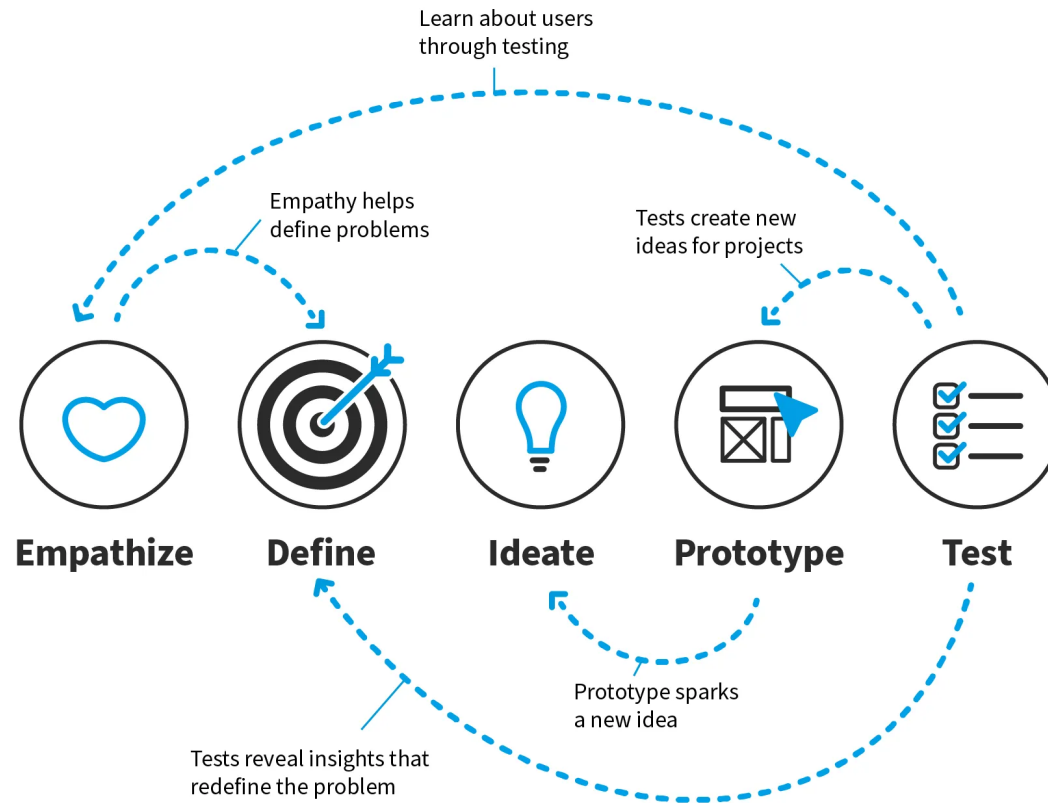 Learn about users
through testing
Empathy helps
define problems
Tests create new
ideas for projects
Empathize
Define
Ideate
Prototype
Test
Prototype sparks
a new idea
Tests reveal insights that
redefine the problem